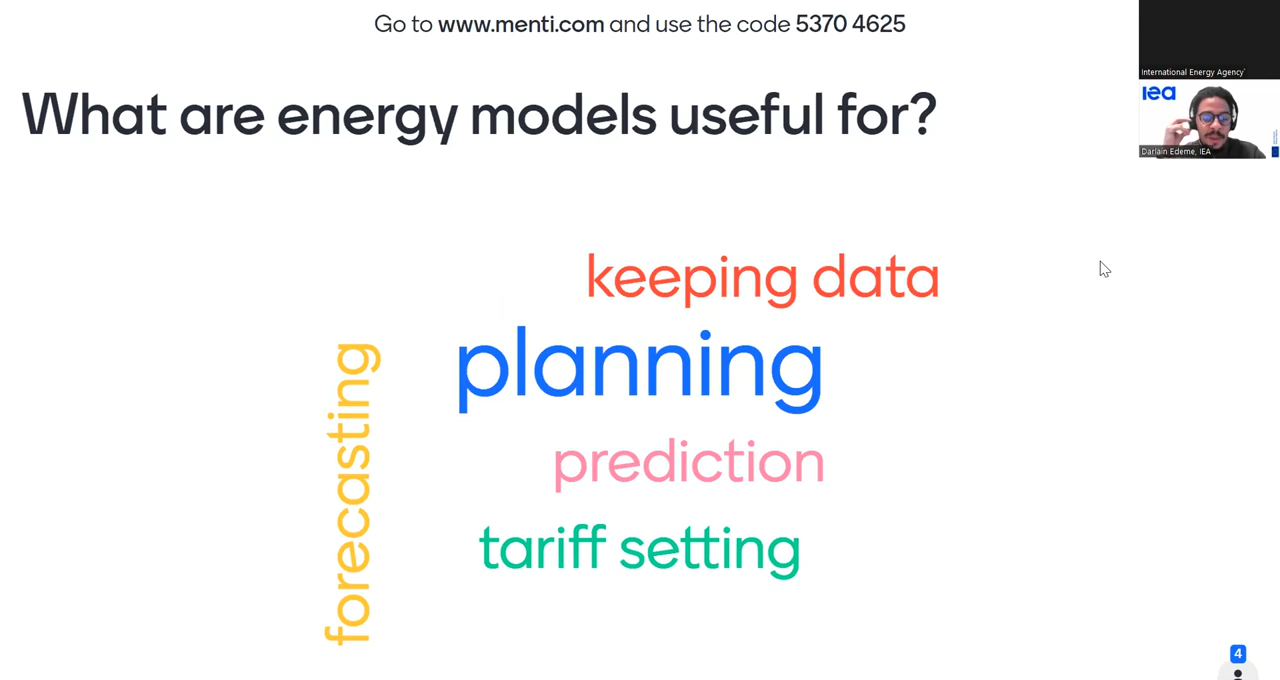 Go to www.menti.com and use the code 5370 4625
International Energy Agency
What are energy models useful for?
iea
Darlain Edeme, IEA
keeping data
planning
forecasting
prediction
tariff setting
4